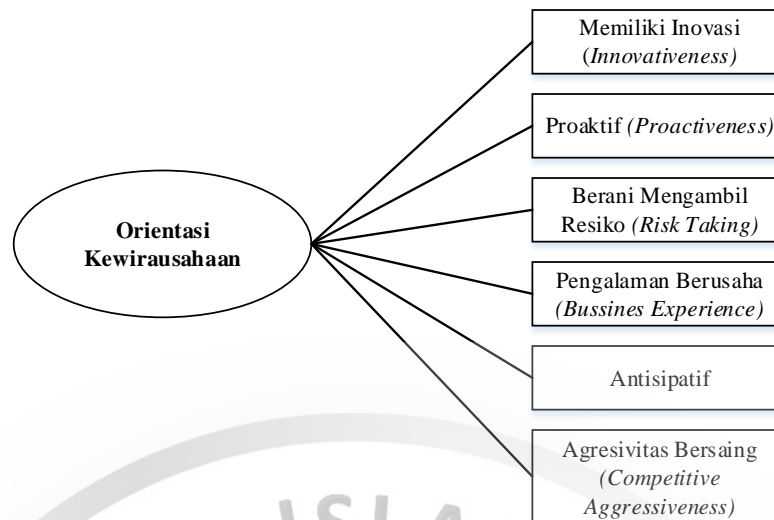 Memiliki Inovasi
(Innovativeness)
Proaktif (Proactiveness)
Berani Mengambil
Resiko (Risk Taking)
Orientasi
Kewirausahaan
Pengalaman Berusaha
(Bussines Experience)
Antisipatif
Agresivitas Bersaing
(Competitive
Aggressiveness)
ISLA